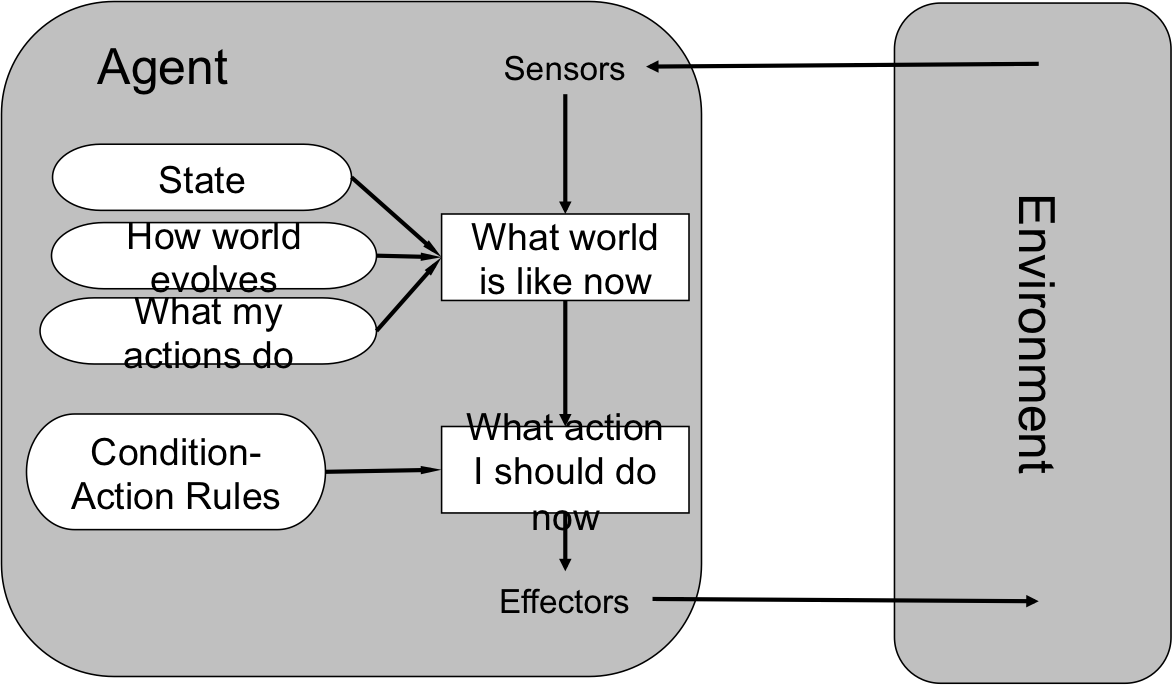 Agent
Sensors
State
How world
evolves
What my
actions do
What world
is like now
Condition-
Action Rules
What action
I should do
now
Effectors
Environment